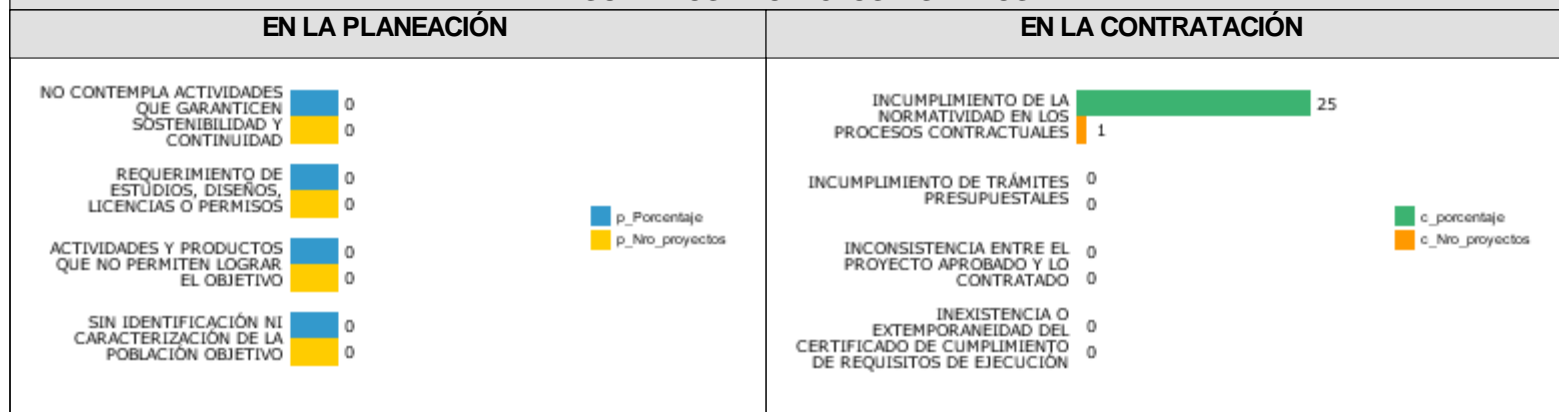 EN LA PLANEACIÓN
EN LA CONTRATACIÓN
NO CONTEMPLA ACTIVIDADES
QUE GARANTICEN
SOSTENIBILIDAD Y
CONTINUIDAD
0
0
REQUERIMIENTO DE
ESTUDIOS, DISEÑOS,
LICENCIAS O PERMISOS
0
0
ACTIVIDADES Y PRODUCTOS
QUE NO PERMITEN LOGRAR
EL OBJETIVO
0
0
SIN IDENTIFICACIÓN NI
CARACTERIZACIÓN DE LA
POBLACIÓN OBJETIVO
0
0
p_Porcentaje
p_Nro_proyectos
INCUMPLIMIENTO DE LA
NORMATIVIDAD EN LOS
PROCESOS CONTRACTUALES
25
1
INCUMPLIMIENTO DE TRÁMITES
PRESUPUESTALES
0
0
INCONSISTENCIA ENTRE EL
PROYECTO APROBADO Y LO
CONTRATADO
0
0
INEXISTENCIA O
EXTEMPORANEIDAD DEL
CERTIFICADO DE CUMPLIMIENTO
DE REQUISITOS DE EJECUCIÓN
0
0
c_porcentaje
c_Nro_proyectos